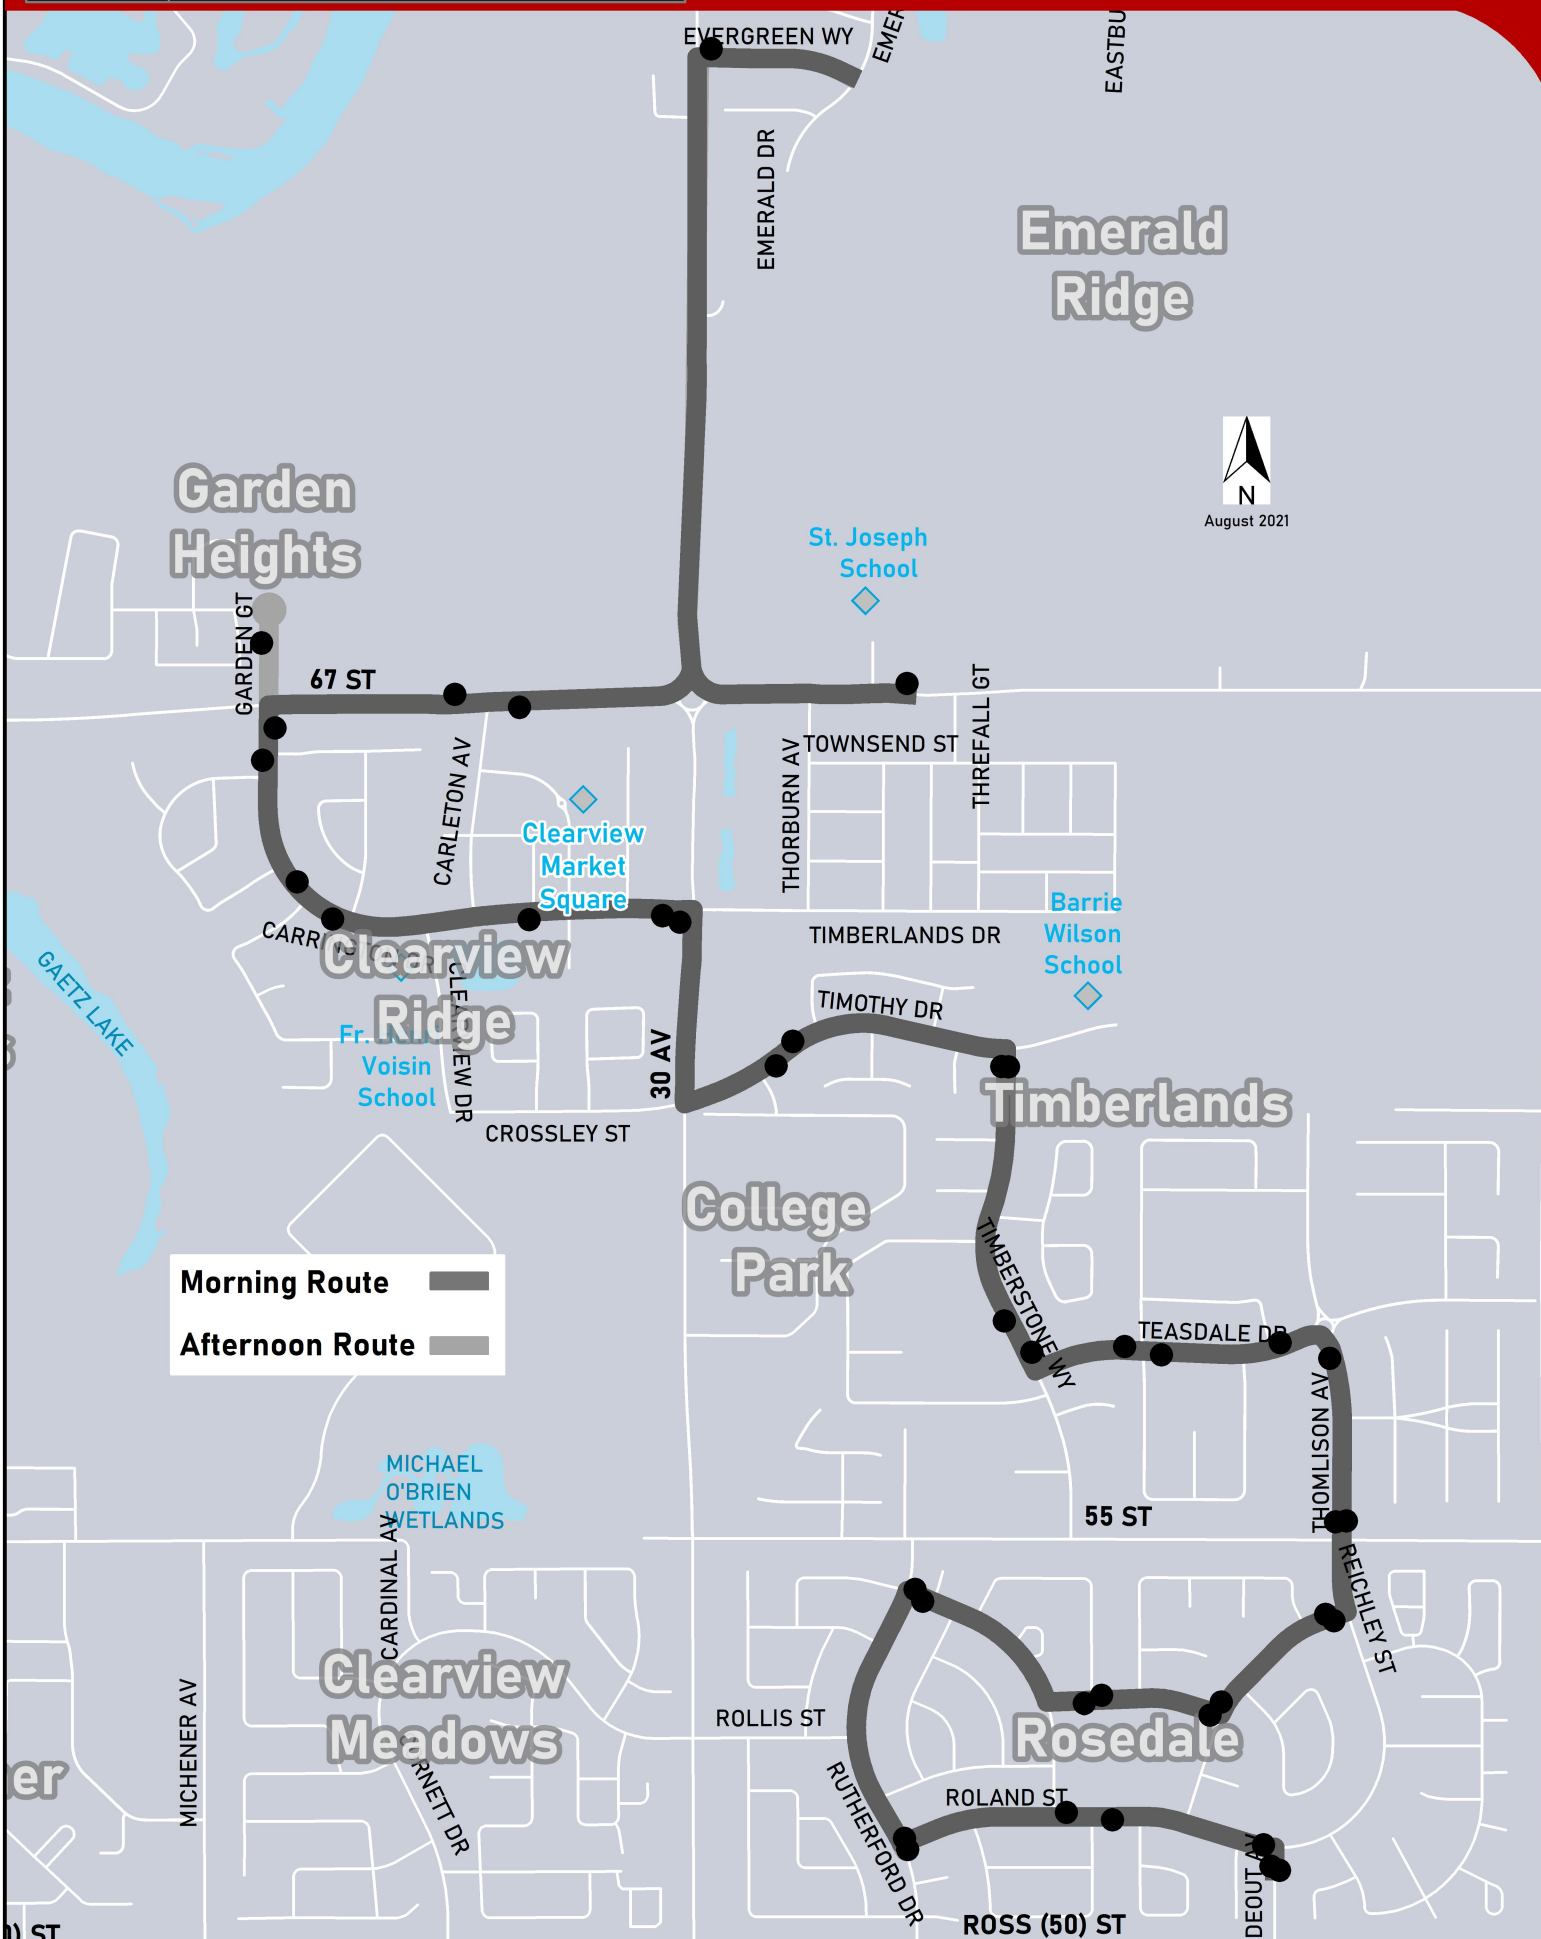 EVERGREEN WY
EMERALD DR
Emerald
Ridge
N
August 2021
Garden
Heights
St. Joseph
School
GARDEN GT
67 ST
THREFALL GT
TOWNSEND ST
THORBURN AV
CARLETON AV
Clearview
Market
Square
Barrie
Wilson
School
TIMBERLANDS DR
Clearview
Ridge
GAETZ LAKE
CLEARVIEW DR
Fr.
Voisin
School
TIMOTHY DR
30 AV
Timberlands
CROSSLEY ST
College
Park
TIMBERSTONE WY
Morning Route
Afternoon Route
TEASDALE DR
THOMLISON AV
MICHAEL
O'BRIEN
WETLANDS
55 ST
CARDINAL AV
REICHLEY ST
Clearview
Meadows
MICHENER AV
ROLLIS ST
Rosedale
RUTHERFORD DR
ROLAND ST
ROSS (50) ST